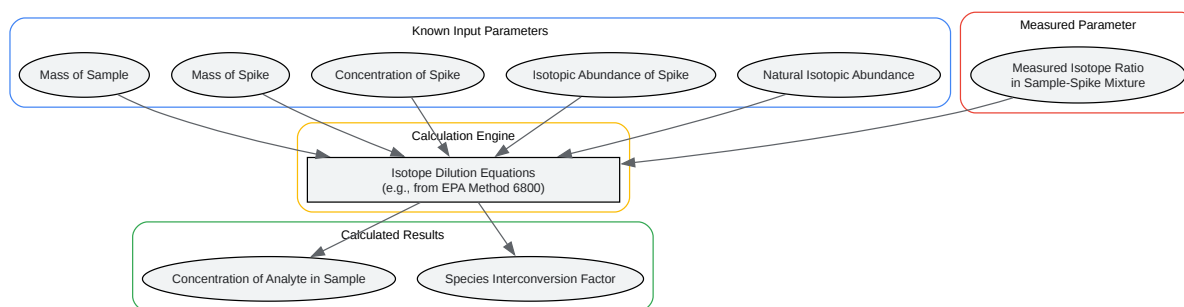 Known Input Parameters
Measured Parameter
Mass of Sample
Mass of Spike
Concentration of Spike
Isotopic Abundance of Spike
Natural Isotopic Abundance
Measured Isotope Ratio
in Sample-Spike Mixture
Calculation Engine
Isotope Dilution Equations
(e.g., from EPA Method 6800)
Calculated Results
Concentration of Analyte in Sample
Species Interconversion Factor